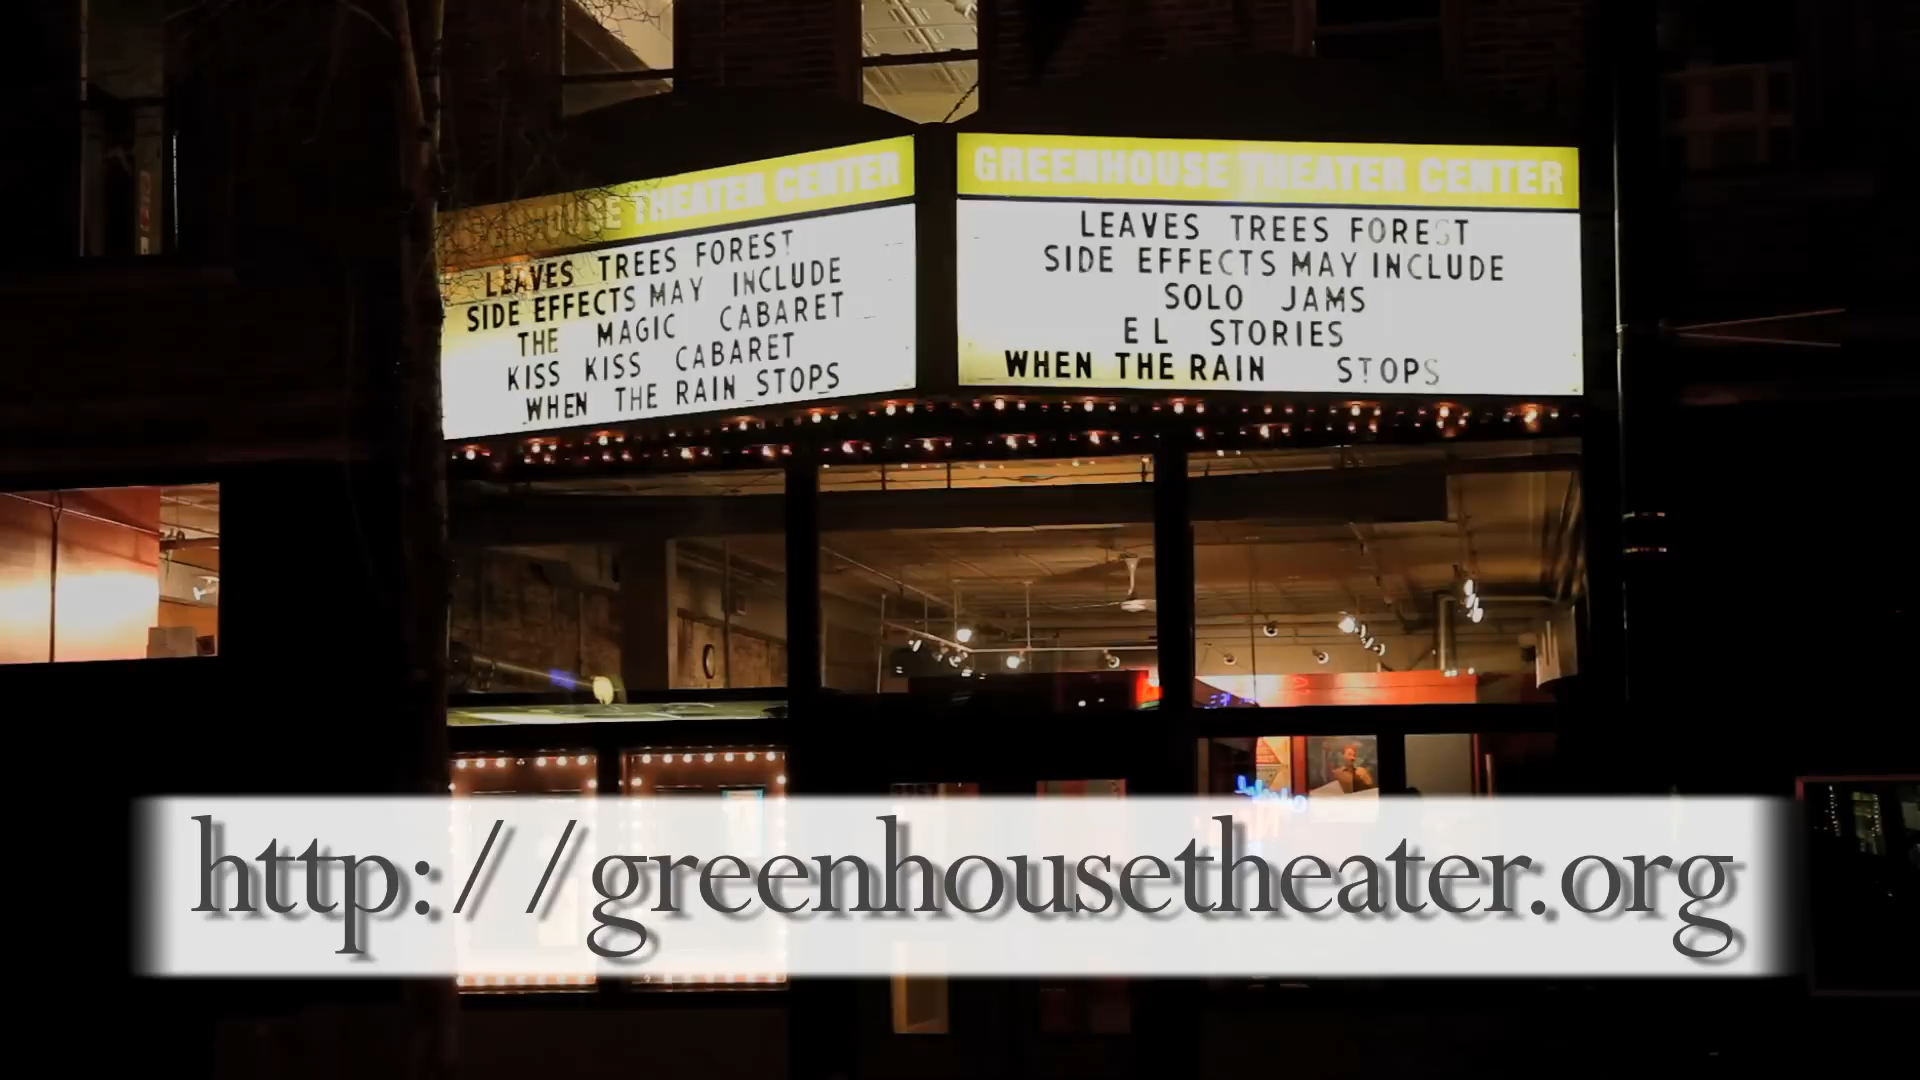 HOUSE THEATER CENTER
LEAVES TREES FOREST
SIDE EFFECTS MAY INCLUDE
THE MAGIC CABARET
KISS KISS CABARET
WHEN THE RAIN STOPS
GREENHOUSE THEATER CENTER
LEAVES TREES FOREST
SIDE EFFECTS MAY INCLUDE
SOLO JAMS
EL STORIES
WHEN THE RAIN STOPS
http://greenhousetheater.org